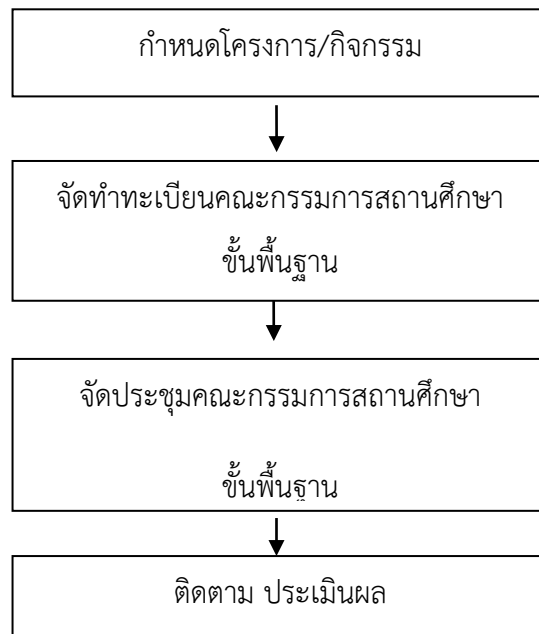 กำหนดโครงการ/กิจกรรม
จัดทำทะเบียนคณะกรรมการสถานศึกษา
ขั้นพื้นฐาน
จัดประชุมคณะกรรมการสถานศึกษา
ขั้นพื้นฐาน
ติดตาม ประเมินผล